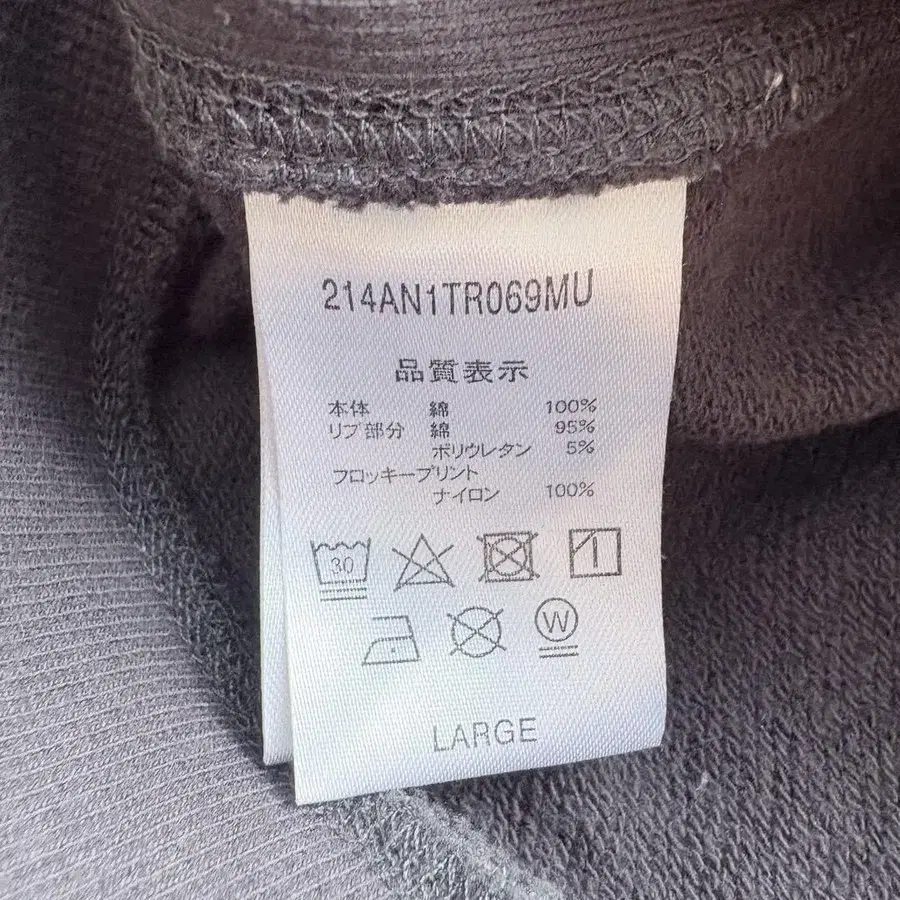 214AN1TR069MU
品質表示
本体 綿 100%
リブ部分 綿 95%
ポリウレタン 5%
フロッキープリント
ナイロン 100%
30
W
LARGE